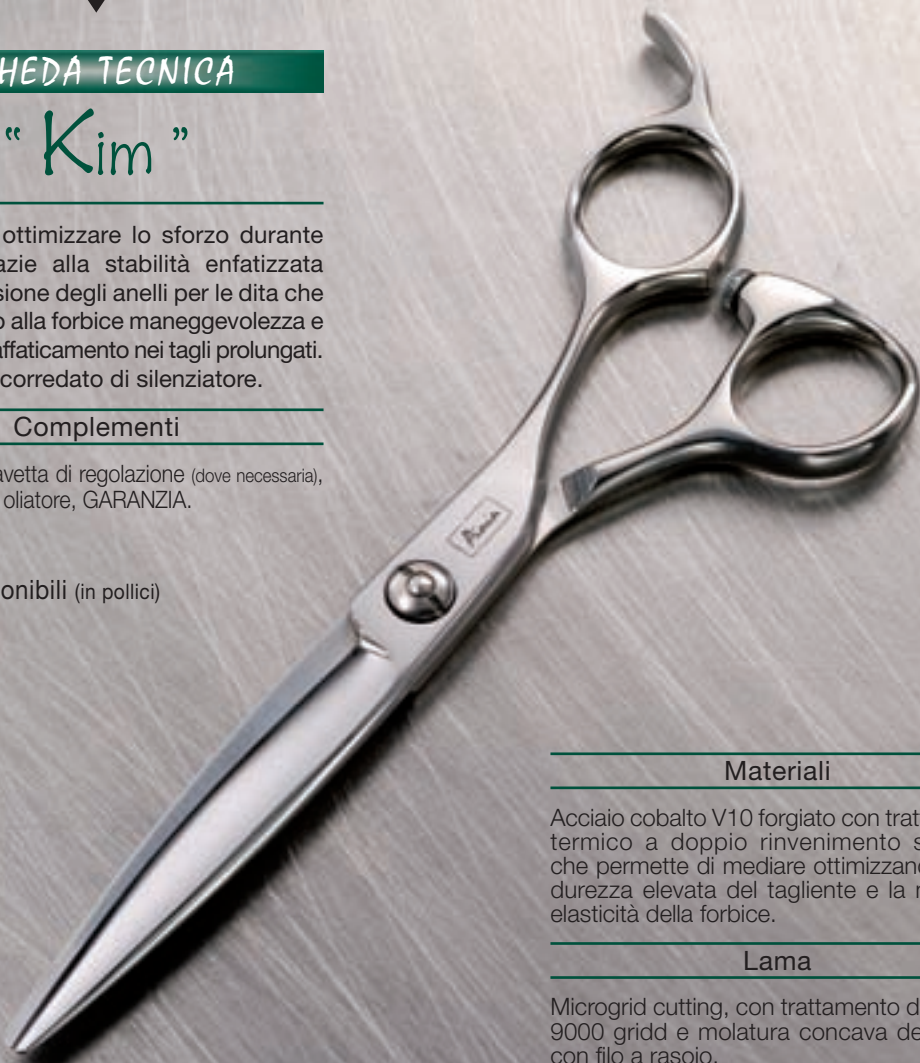 HEDA TECNICA
“ Kim ”
ottimizzare lo sforzo durante
azie alla stabilità enfatizzata
sione degli anelli per le dita che
o alla forbice maneggevolezza e
affaticamento nei tagli prolungati.
corredato di silenziatore.
Complementi
avetta di regolazione (dove necessaria),
oliatore, GARANZIA.
onibili (in pollici)
Materiali
Acciaio cobalto V10 forgiato con tratt
termico a doppio rinvenimento s
che permette di mediare ottimizzan
durezza elevata del tagliente e la
elasticità della forbice.
Lama
Microgrid cutting, con trattamento d
9000 gridd e molatura concava de
con filo a rasoio.